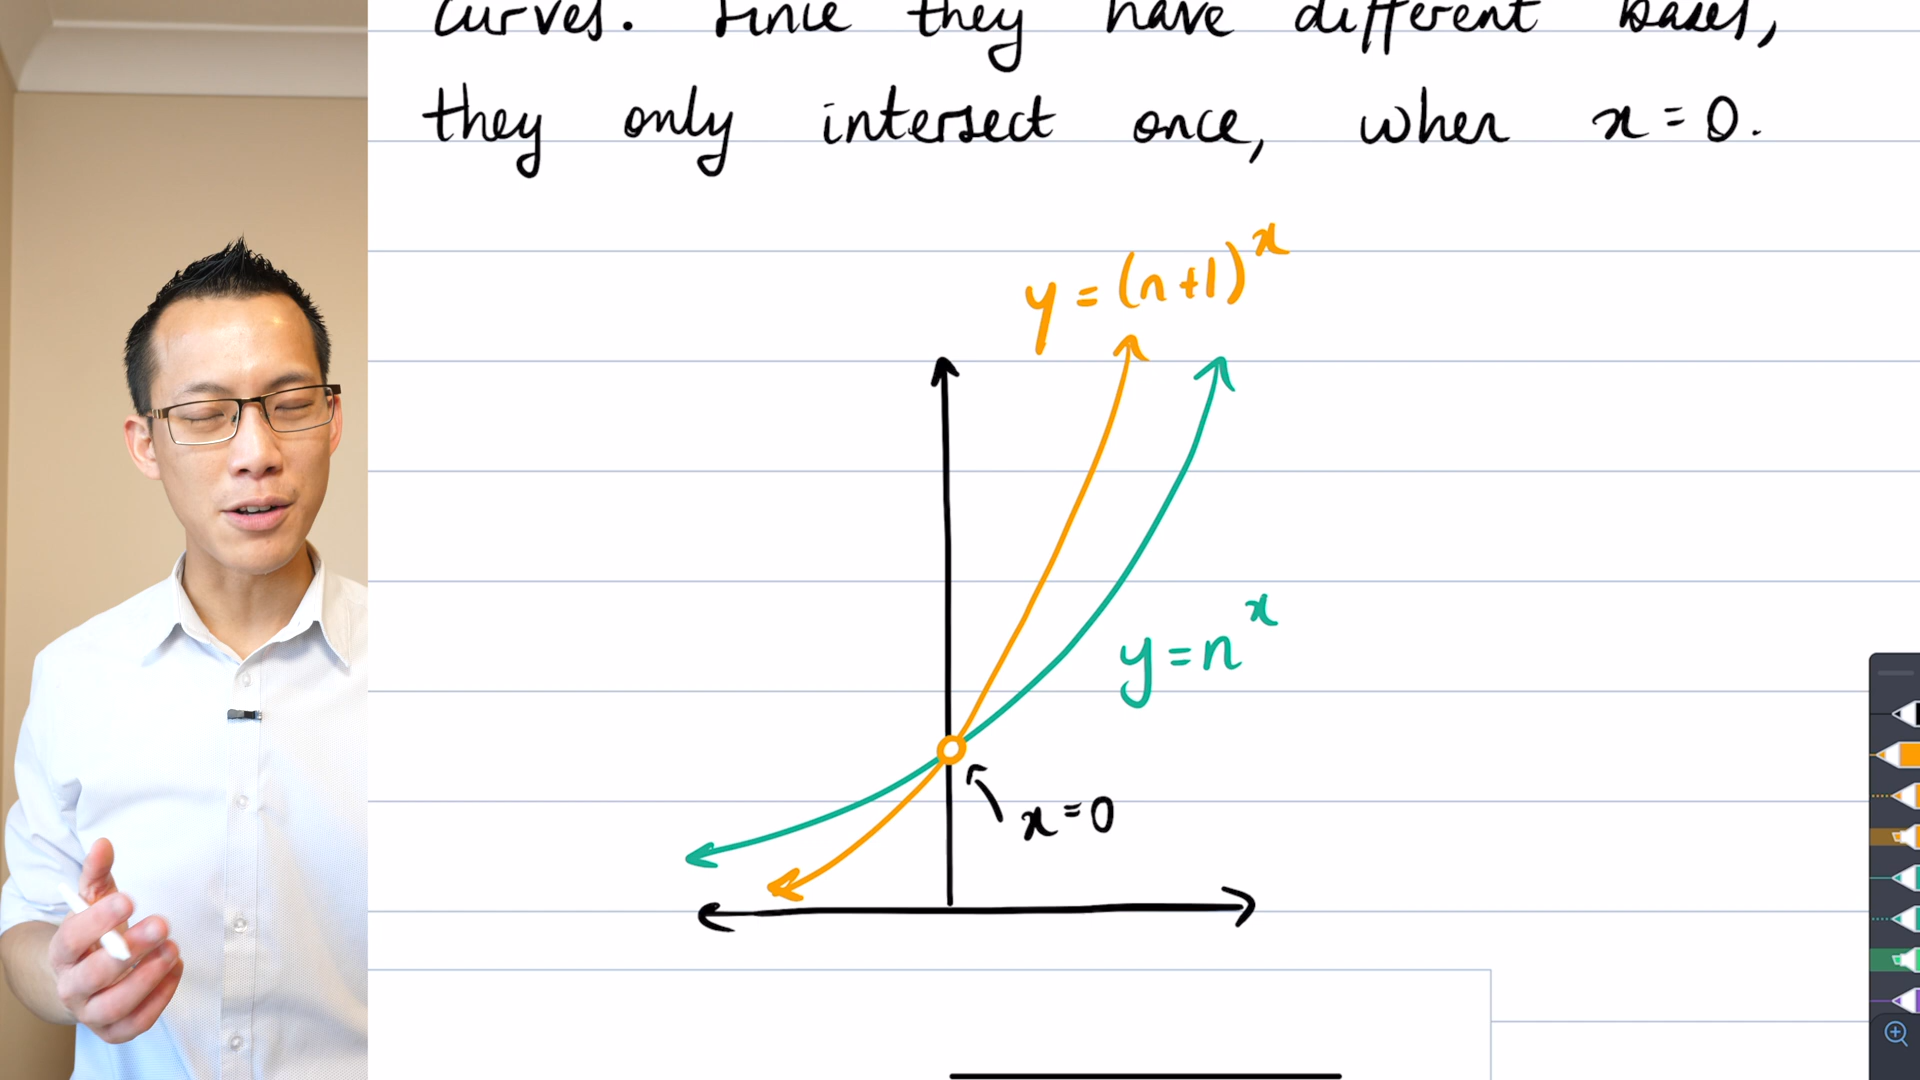 curves. Since they have different bases,
they only intersect once, when x = 0.
y = (n+1)^x
y = n^x
x = 0